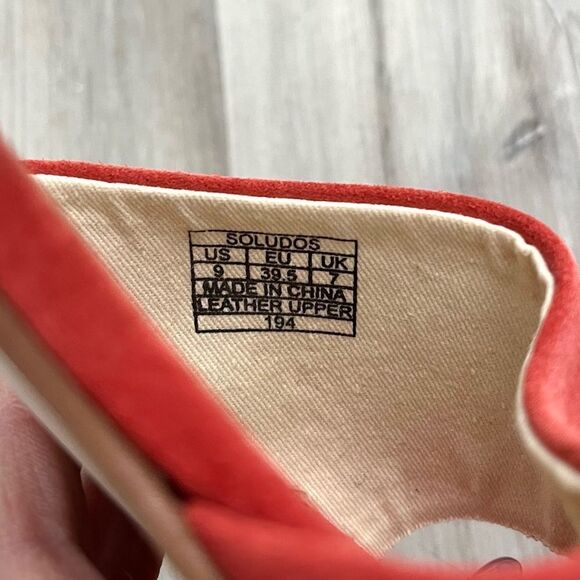 SOLUDOS
US EU UK
9 39.5 7
MADE IN CHINA
LEATHER UPPER
194